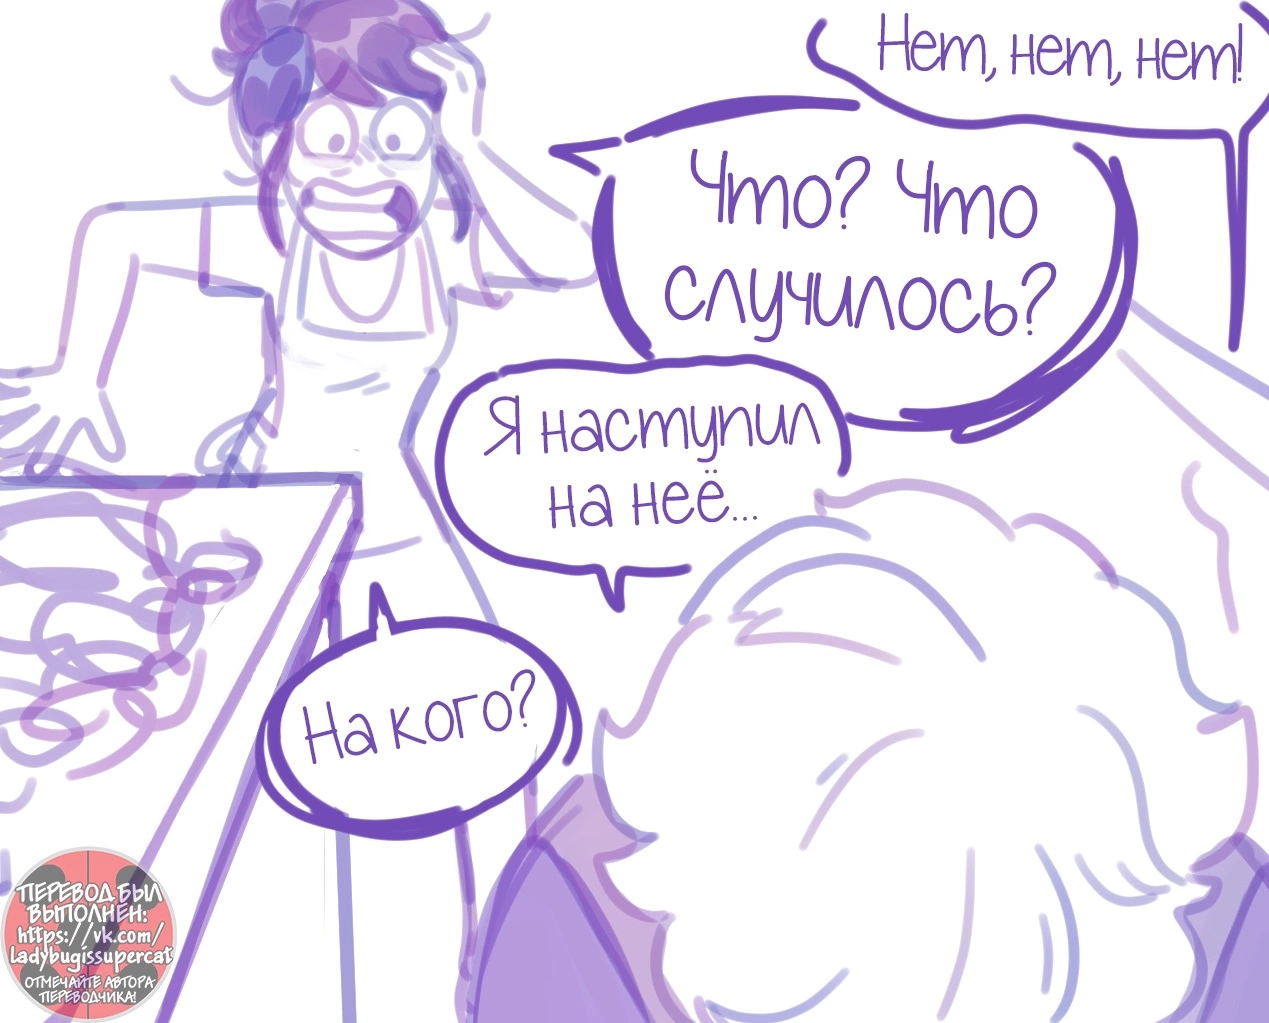 Нет, нет, нет!
Что? Что
случилось?
Я наступил
на неё...
На кого?
ПЕРЕВОД БЫЛ
ВЫПОЛНЕН:
https://vk.com/
ladybugissupercat
ОТМЕЧАЙТЕ АВТОРА
ПЕРЕВОДЧИКА!